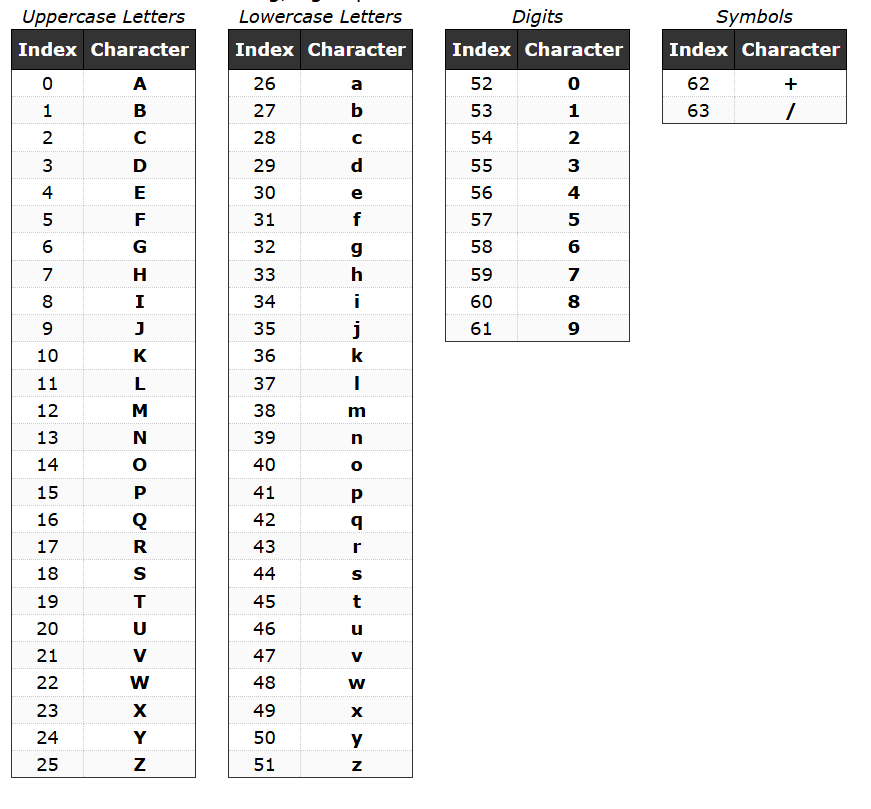 Uppercase Letters Lowercase Letters Digits Symbols
Index Character Index Character Index Character Index Character
0 A 26 a 52 0 62 +
1 B 27 b 53 1 63 /
2 C 28 c 54 2
3 D 29 d 55 3
4 E 30 e 56 4
5 F 31 f 57 5
6 G 32 g 58 6
7 H 33 h 59 7
8 I 34 i 60 8
9 J 35 j 61 9
10 K 36 k
11 L 37 l
12 M 38 m
13 N 39 n
14 O 40 o
15 P 41 p
16 Q 42 q
17 R 43 r
18 S 44 s
19 T 45 t
20 U 46 u
21 V 47 v
22 W 48 w
23 X 49 x
24 Y 50 y
25 Z 51 z